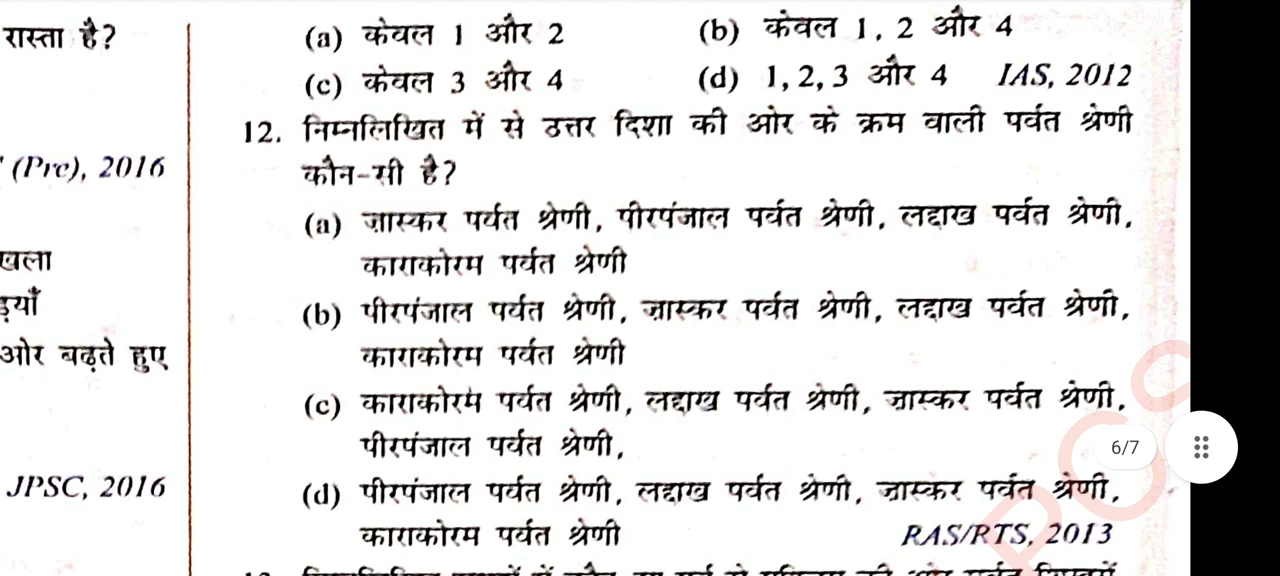 रास्ता है?
(Pre), 2016
खला
ड़याँ
ओर बढ़ते हुए
JPSC, 2016
(a) केवल 1 और 2 (b) केवल 1, 2 और 4
(c) केवल 3 और 4 (d) 1, 2, 3 और 4 IAS, 2012
12. निम्नलिखित में से उत्तर दिशा की ओर के क्रम वाली पर्वत श्रेणी
कौन-सी है?
(a) ज़ास्कर पर्वत श्रेणी, पीरपंजाल पर्वत श्रेणी, लद्दाख पर्वत श्रेणी,
काराकोरम पर्वत श्रेणी
(b) पीरपंजाल पर्वत श्रेणी, ज़ास्कर पर्वत श्रेणी, लद्दाख पर्वत श्रेणी,
काराकोरम पर्वत श्रेणी
(c) काराकोरम पर्वत श्रेणी, लद्दाख पर्वत श्रेणी, ज़ास्कर पर्वत श्रेणी,
पीरपंजाल पर्वत श्रेणी,
(d) पीरपंजाल पर्वत श्रेणी, लद्दाख पर्वत श्रेणी, ज़ास्कर पर्वत श्रेणी,
काराकोरम पर्वत श्रेणी RAS/RTS, 2013
6/7
PCS